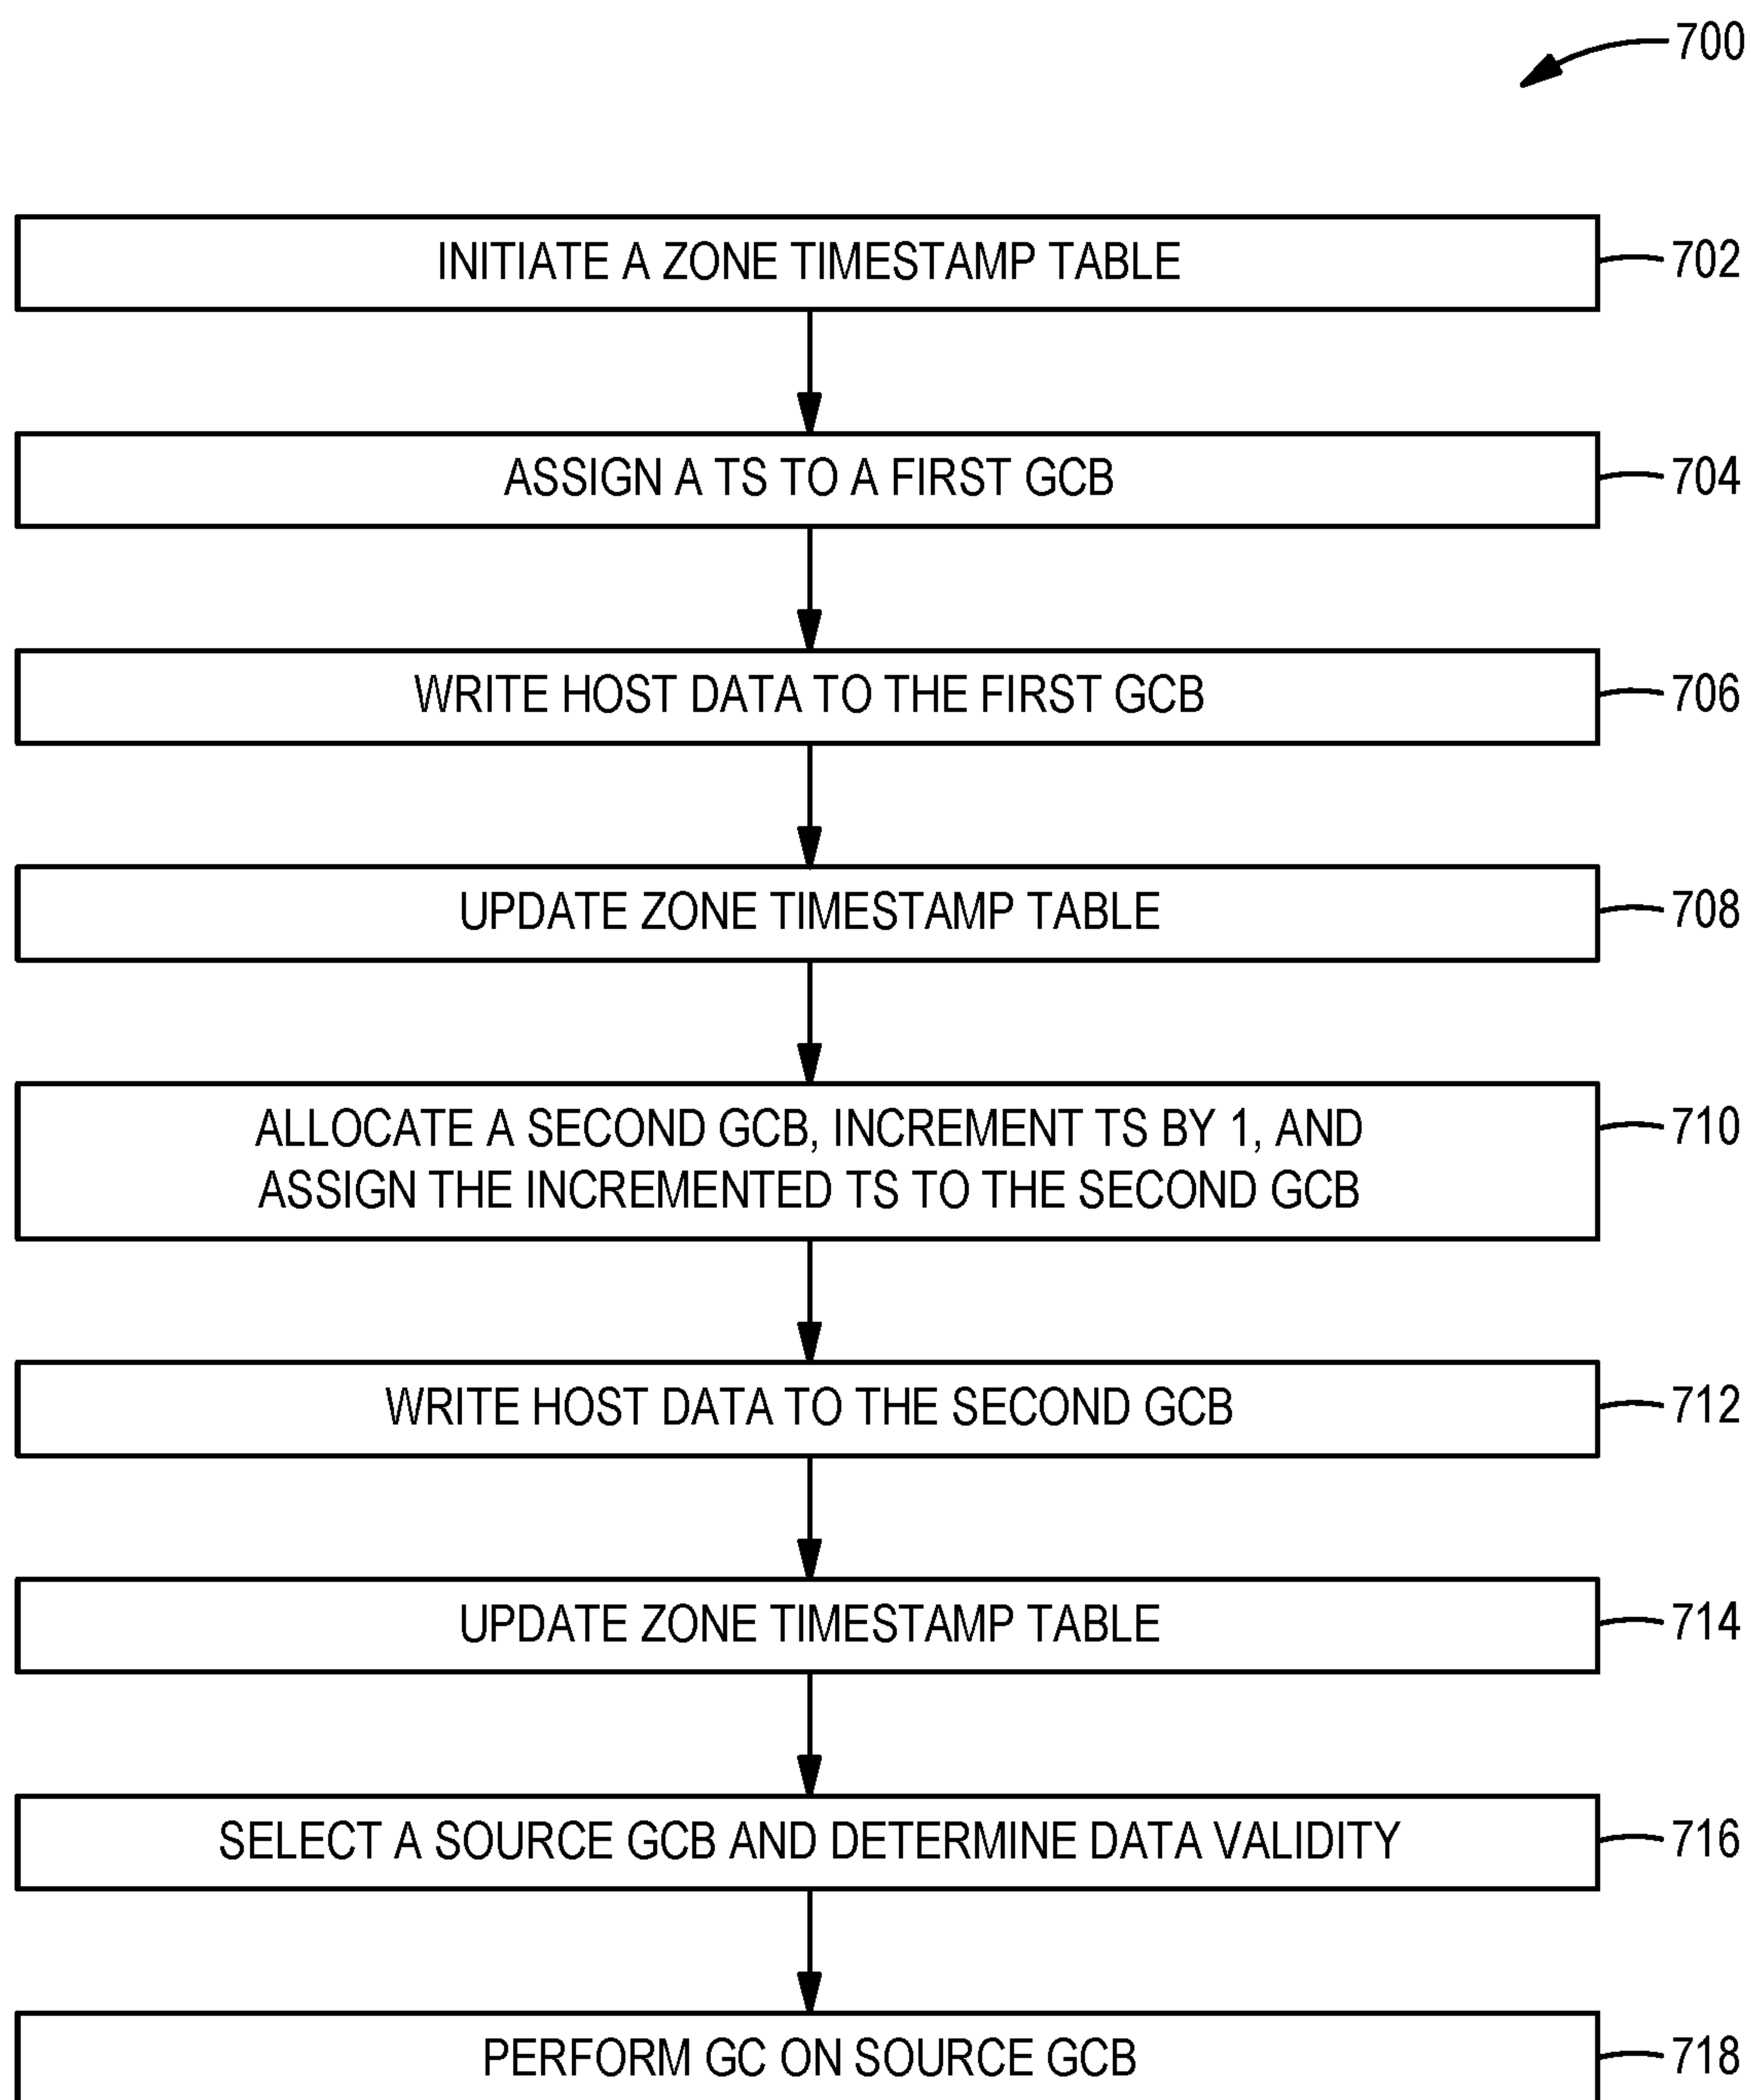 700
INITIATE A ZONE TIMESTAMP TABLE
702
ASSIGN A TS TO A FIRST GCB
704
WRITE HOST DATA TO THE FIRST GCB
706
UPDATE ZONE TIMESTAMP TABLE
708
ALLOCATE A SECOND GCB, INCREMENT TS BY 1, AND
710
ASSIGN THE INCREMENTED TS TO THE SECOND GCB
WRITE HOST DATA TO THE SECOND GCB
712
UPDATE ZONE TIMESTAMP TABLE
714
SELECT A SOURCE GCB AND DETERMINE DATA VALIDITY
716
PERFORM GC ON SOURCE GCB
718